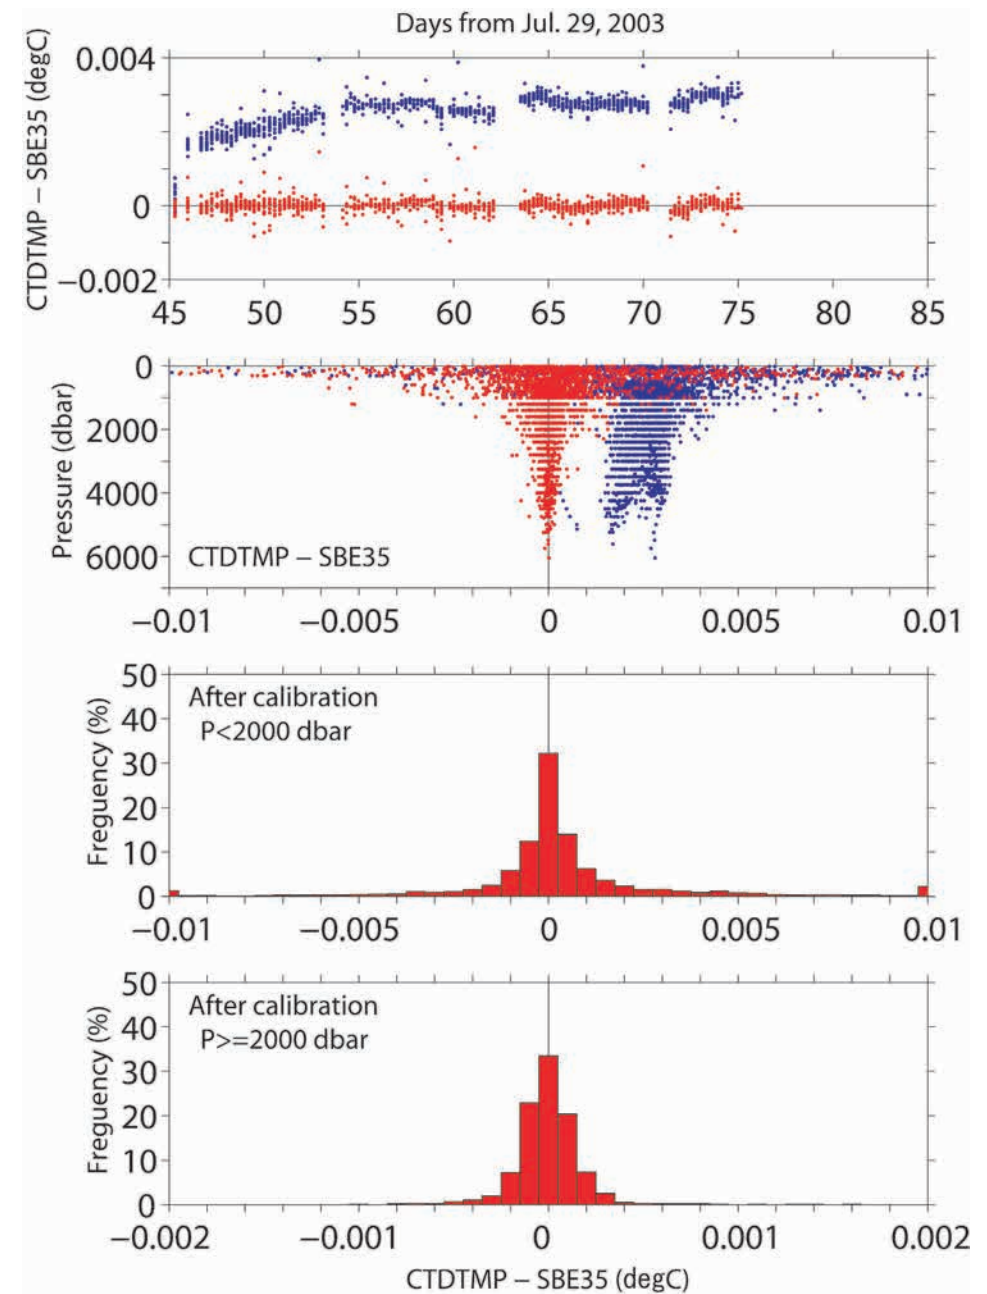 Days from Jul. 29, 2003
CTDTMP – SBE35 (degC)
0.004
0
−0.002
45 50 55 60 65 70 75 80 85
Pressure (dbar)
0
2000
4000
6000
CTDTMP – SBE35
−0.01 −0.005 0 0.005 0.01
Freguency (%)
50
40
30
20
10
0
After calibration
P<2000 dbar
−0.01 −0.005 0 0.005 0.01
Freguency (%)
50
40
30
20
10
0
After calibration
P>=2000 dbar
−0.002 −0.001 0 0.001 0.002
CTDTMP – SBE35 (degC)